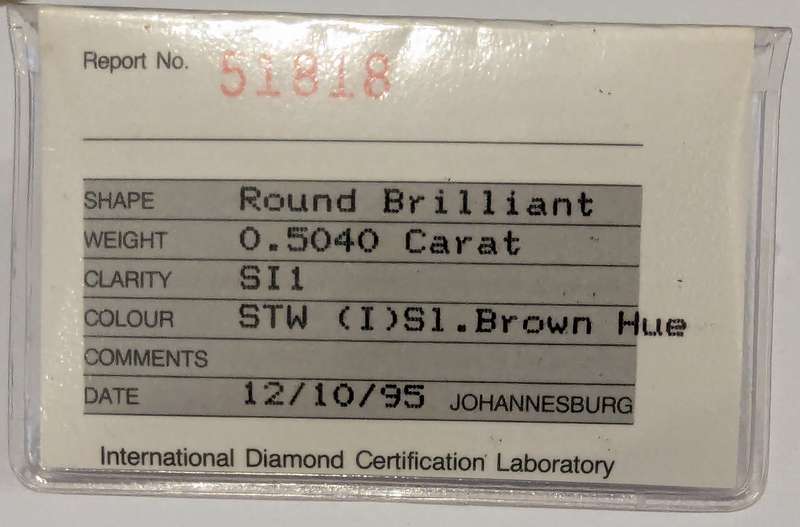 Report No. 51818
SHAPE Round Brilliant
WEIGHT 0.5040 Carat
CLARITY SI1
COLOUR STW (I)Sl.Brown Hue
COMMENTS
DATE 12/10/95 JOHANNESBURG
International Diamond Certification Laboratory